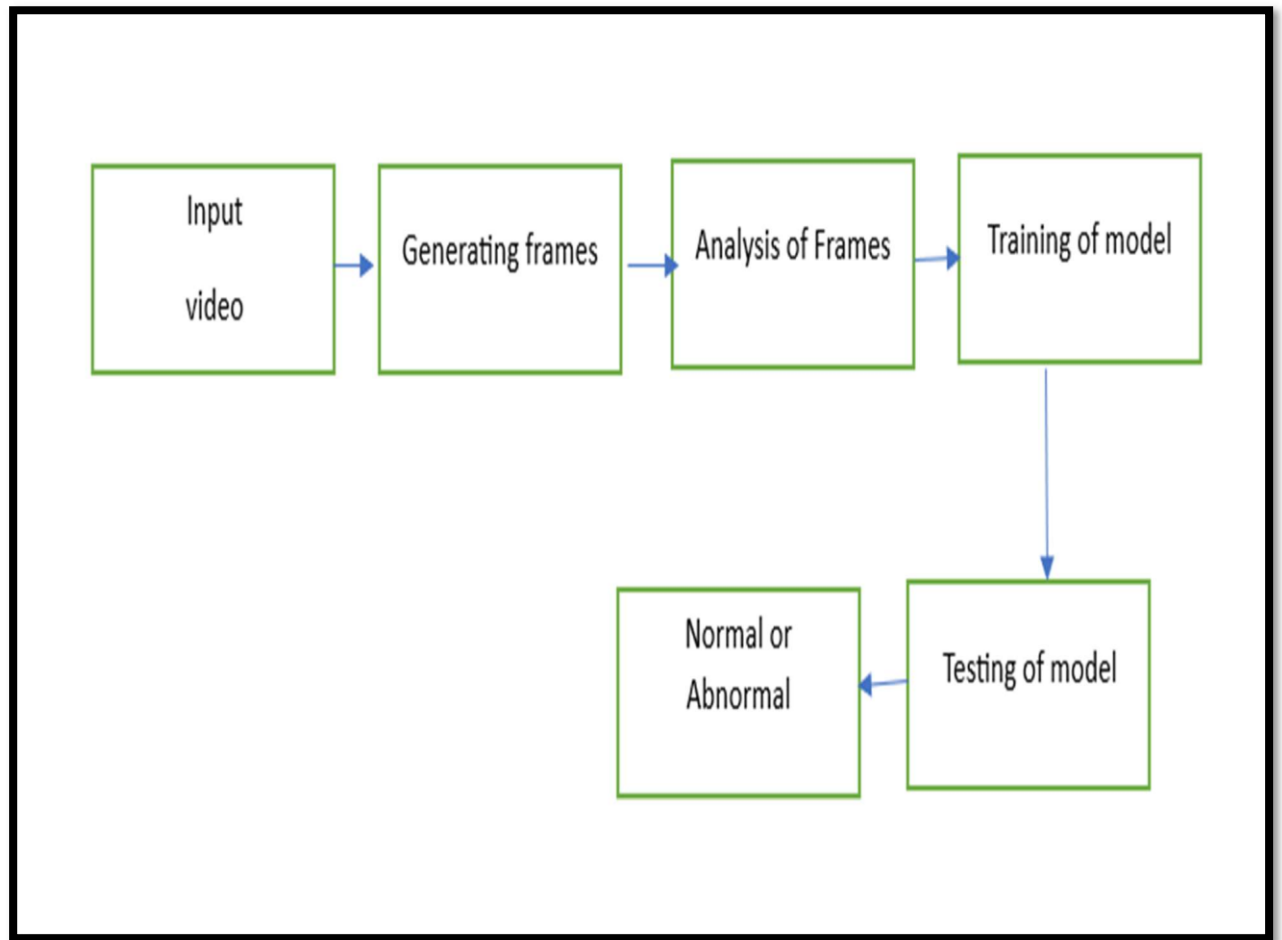 Input
video
Generating frames
Analysis of Frames
Training of model
Testing of model
Normal or
Abnormal